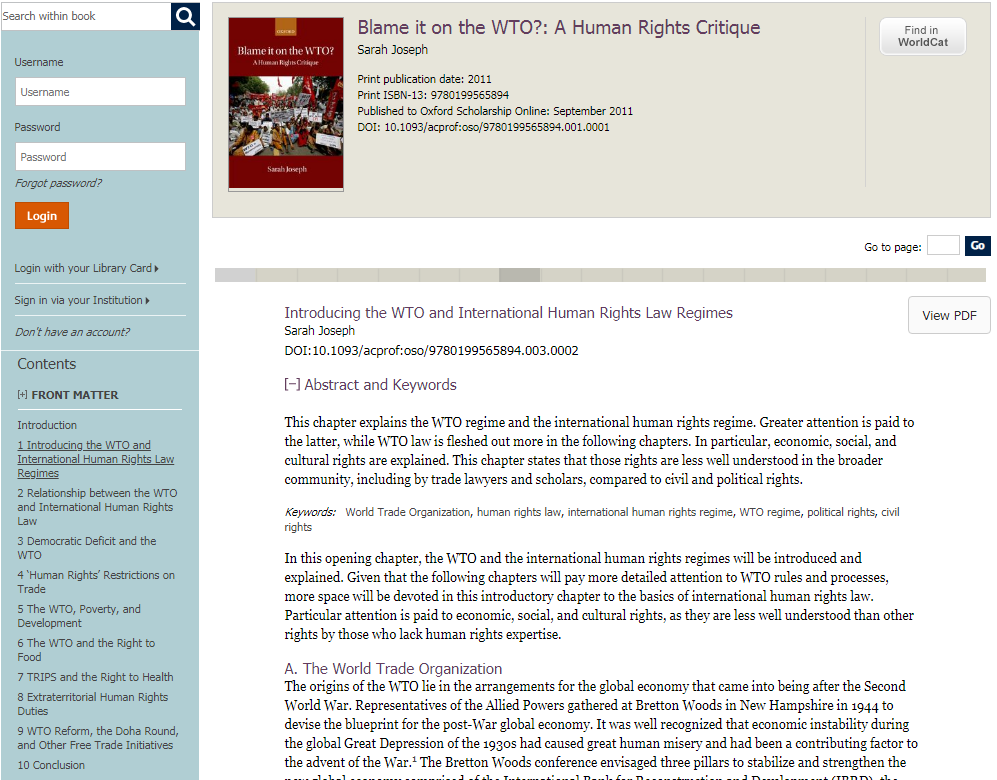 Search within book
Username
Username
Password
Password
Forgot password?
Login
Login with your Library Card
Sign in via your Institution
Don't have an account?
Contents
[+] FRONT MATTER
Introduction
1 Introducing the WTO and
International Human Rights Law
Regimes
2 Relationship between the WTO
and International Human Rights
Law
3 Democratic Deficit and the
WTO
4 'Human Rights' Restrictions on
Trade
5 The WTO, Poverty, and
Development
6 The WTO and the Right to
Food
7 TRIPS and the Right to Health
8 Extraterritorial Human Rights
Duties
9 WTO Reform, the Doha Round,
and Other Free Trade Initiatives
10 Conclusion
OXFORD
Blame it on the WTO?
A Human Rights Critique
Sarah Joseph
Blame it on the WTO?: A Human Rights Critique
Sarah Joseph
Print publication date: 2011
Print ISBN-13: 9780199565894
Published to Oxford Scholarship Online: September 2011
DOI: 10.1093/acprof:oso/9780199565894.001.0001
Find in
WorldCat
Go to page:
Go
Introducing the WTO and International Human Rights Law Regimes
Sarah Joseph
DOI:10.1093/acprof:oso/9780199565894.003.0002
View PDF
[−] Abstract and Keywords
This chapter explains the WTO regime and the international human rights regime. Greater attention is paid to
the latter, while WTO law is fleshed out more in the following chapters. In particular, economic, social, and
cultural rights are explained. This chapter states that those rights are less well understood in the broader
community, including by trade lawyers and scholars, compared to civil and political rights.
Keywords: World Trade Organization, human rights law, international human rights regime, WTO regime, political rights, civil
rights
In this opening chapter, the WTO and the international human rights regimes will be introduced and
explained. Given that the following chapters will pay more detailed attention to WTO rules and processes,
more space will be devoted in this introductory chapter to the basics of international human rights law.
Particular attention is paid to economic, social, and cultural rights, as they are less well understood than other
rights by those who lack human rights expertise.
A. The World Trade Organization
The origins of the WTO lie in the arrangements for the global economy that came into being after the Second
World War. Representatives of the Allied Powers gathered at Bretton Woods in New Hampshire in 1944 to
devise the blueprint for the post-War global economy. It was well recognized that economic instability during
the global Great Depression of the 1930s had caused great human misery and had been a contributing factor to
the advent of the War.¹ The Bretton Woods conference envisaged three pillars to stabilize and strengthen the
new global economy comprised of the International Bank for Reconstruction and Development (IBRD), the